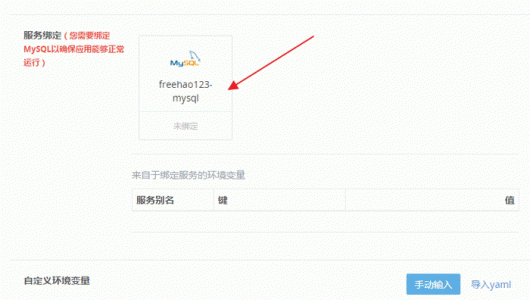 服务绑定 ( 您需要绑定
MySQL以确保应用能够正常
运行 )
MySQL
freehao123-
mysql
未绑定
来自于绑定服务的环境变量
服务别名 键 值
自定义环境变量 手动输入 导入yaml